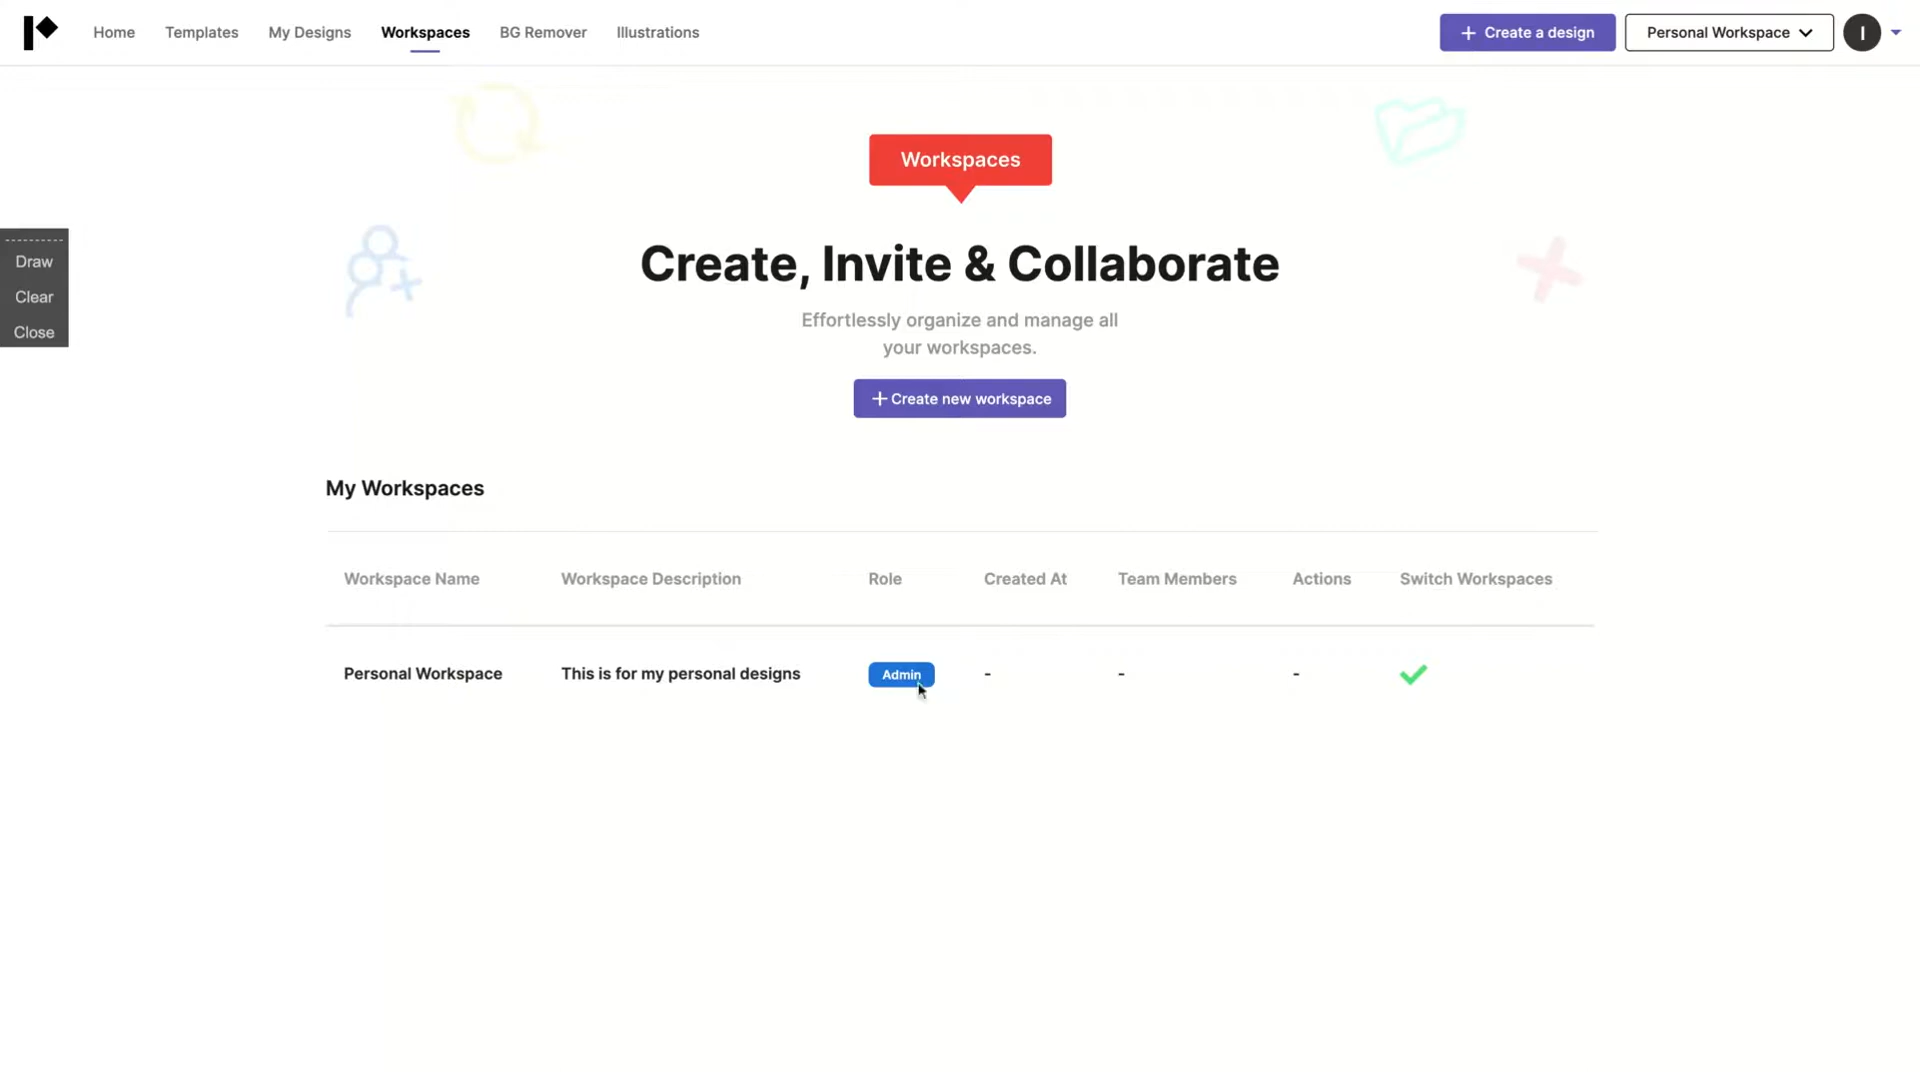 Home Templates My Designs Workspaces BG Remover Illustrations + Create a design Personal Workspace I
Workspaces
Draw
Clear
Close
Create, Invite & Collaborate
Effortlessly organize and manage all
your workspaces.
+ Create new workspace
My Workspaces
Workspace Name Workspace Description Role Created At Team Members Actions Switch Workspaces
Personal Workspace This is for my personal designs Admin - - -